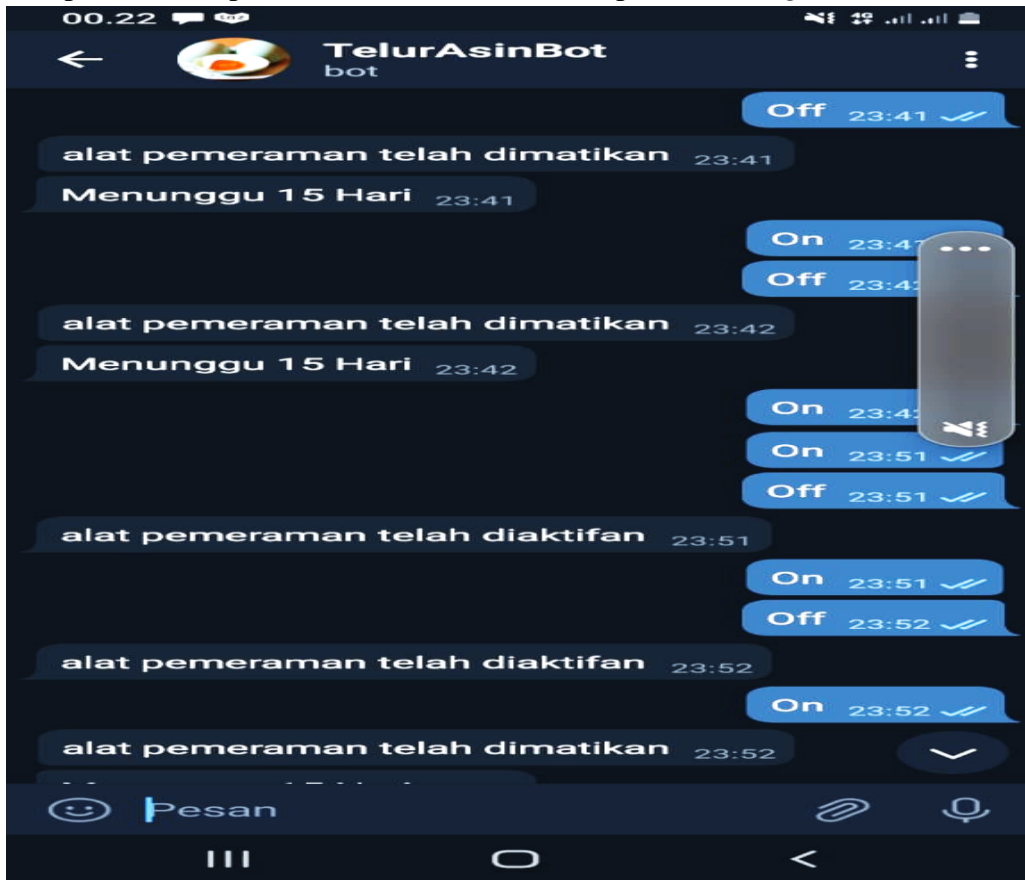 00.22
TelurAsinBot
bot
Off 23:41
alat pemeraman telah dimatikan 23:41
Menunggu 15 Hari 23:41
On
Off
alat pemeraman telah dimatikan 23:42
Menunggu 15 Hari 23:42
On
On 23:51
Off 23:51
alat pemeraman telah diaktifan 23:51
On 23:51
Off 23:52
alat pemeraman telah diaktifan 23:52
On 23:52
alat pemeraman telah dimatikan 23:52
Pesan